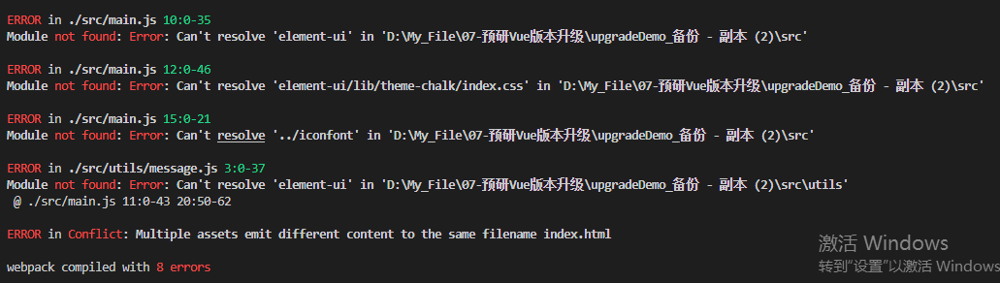 ERROR in ./src/main.js 10:0-35
Module not found: Error: Can't resolve 'element-ui' in 'D:\My_File\07-预研Vue版本升级\upgradeDemo_备份 - 副本 (2)\src'
ERROR in ./src/main.js 12:0-46
Module not found: Error: Can't resolve 'element-ui/lib/theme-chalk/index.css' in 'D:\My_File\07-预研Vue版本升级\upgradeDemo_备份 - 副本 (2)\src'
ERROR in ./src/main.js 15:0-21
Module not found: Error: Can't resolve '../iconfont' in 'D:\My_File\07-预研Vue版本升级\upgradeDemo_备份 - 副本 (2)\src'
ERROR in ./src/utils/message.js 3:0-37
Module not found: Error: Can't resolve 'element-ui' in 'D:\My_File\07-预研Vue版本升级\upgradeDemo_备份 - 副本 (2)\src\utils'
 @ ./src/main.js 11:0-43 20:50-62
ERROR in Conflict: Multiple assets emit different content to the same filename index.html
webpack compiled with 8 errors
激活 Windows
转到“设置”以激活 Windows